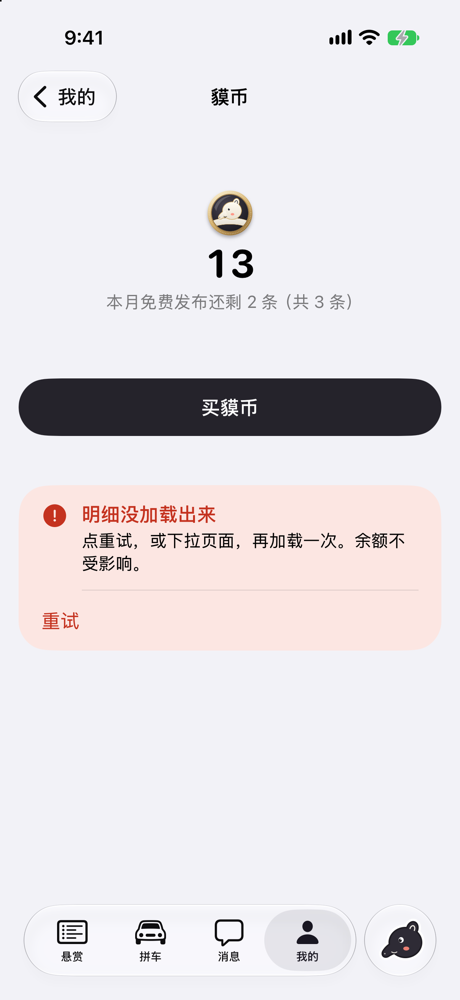 9:41
我的
貘币
13
本月免费发布还剩 2 条（共 3 条）
买貘币
明细没加载出来
点重试，或下拉页面，再加载一次。余额不
受影响。
重试
悬赏
拼车
消息
我的